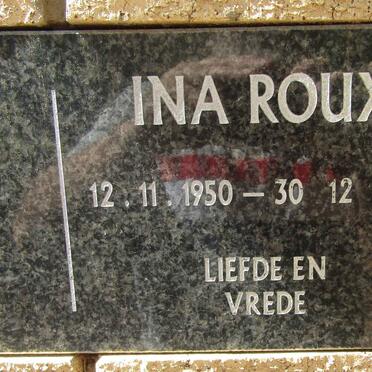 INA ROUX
12.11.1950 – 30 12
LIEFDE EN
VREDE